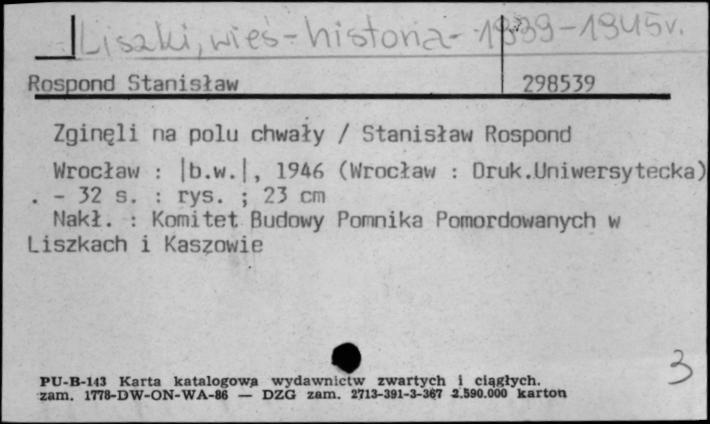 Liszki, wieś - historia - 1939-1945 r.
Rospond Stanisław 298539
Zginęli na polu chwały / Stanisław Rospond
Wrocław : |b.w.|, 1946 (Wrocław : Druk.Uniwersytecka)
. - 32 s. : rys. ; 23 cm
Nakł. : Komitet Budowy Pomnika Pomordowanych w
Liszkach i Kaszowie
3
PU-B-143 Karta katalogowa wydawnictw zwartych i ciągłych.
zam. 1778-DW-ON-WA-86 — DZG zam. 2713-391-3-367 2.590.000 karton